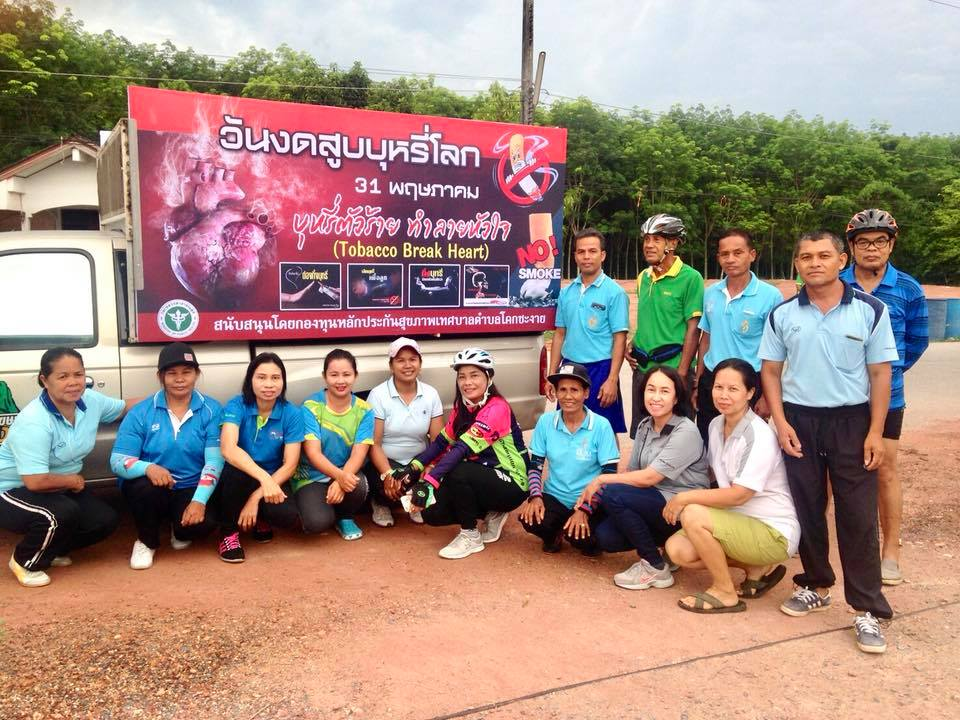 วันงดสูบบุหรี่โลก
31 พฤษภาคม
บุหรี่ตัวร้าย ทำลายหัวใจ
(Tobacco Break Heart)
NO!
SMOKE
สนับสนุนโดยกองทุนหลักประกันสุขภาพเทศบาลตำบลโคกชะงาย